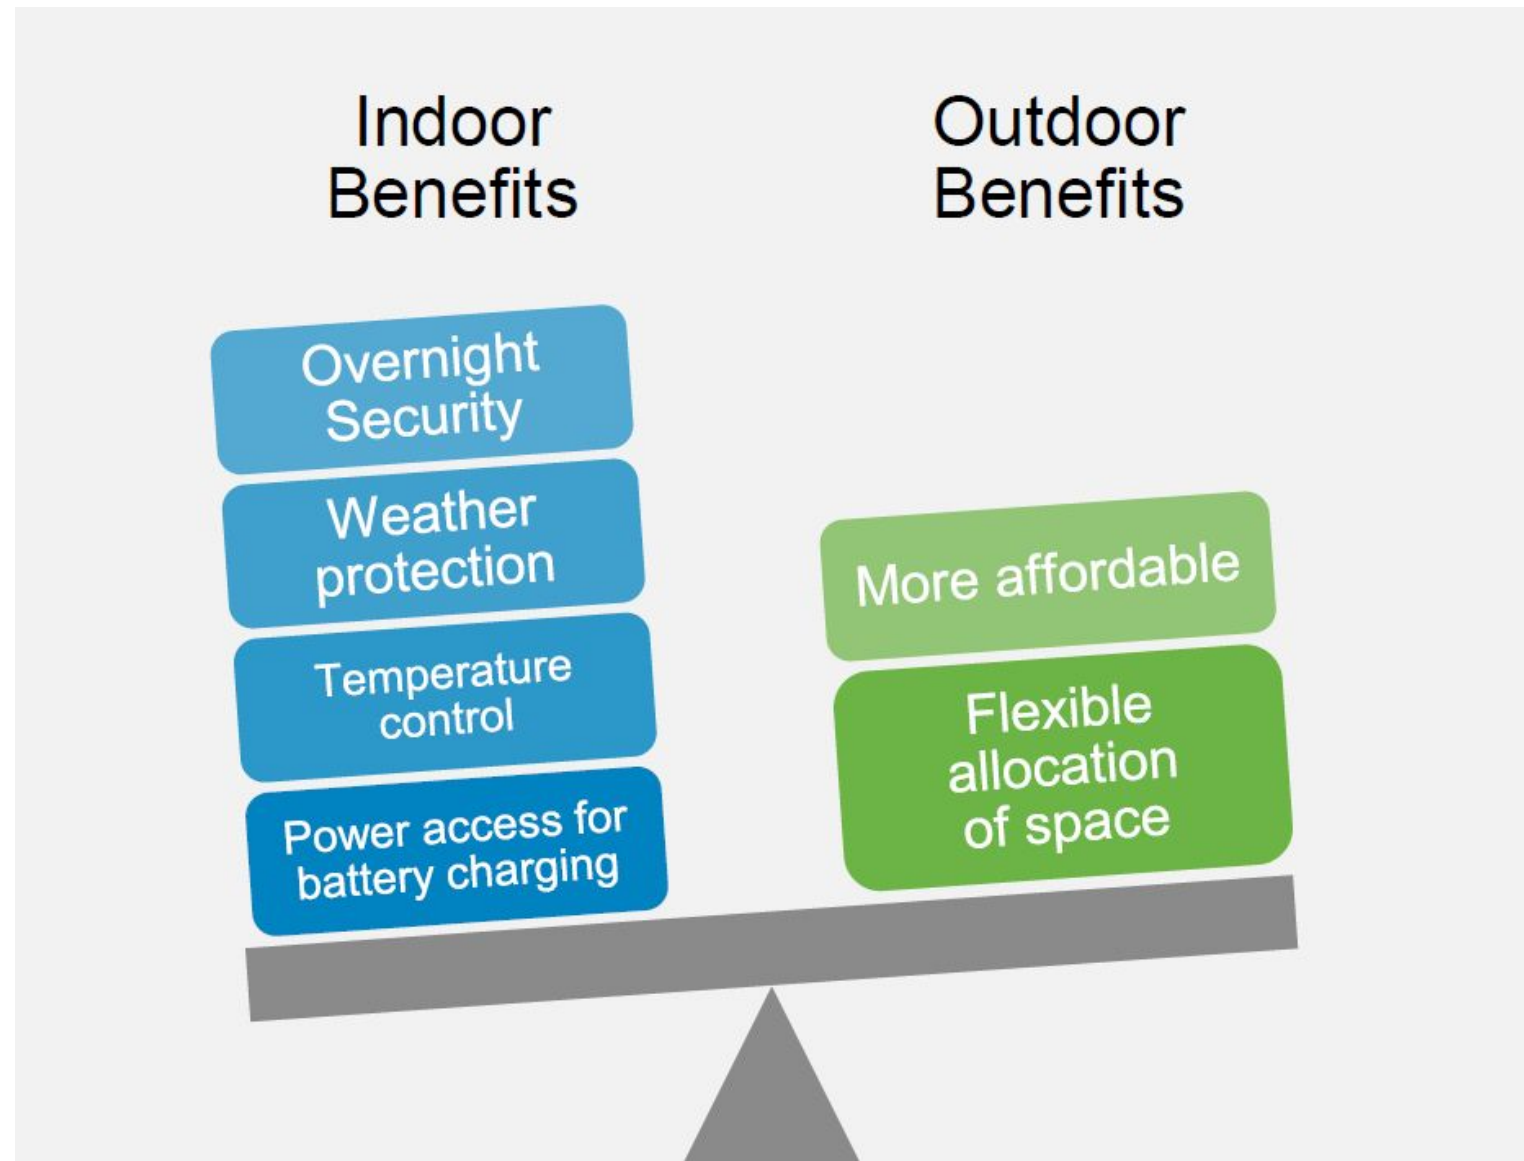 Indoor
Benefits
Outdoor
Benefits
Overnight
Security
Weather
protection
Temperature
control
Power access for
battery charging
More affordable
Flexible
allocation
of space